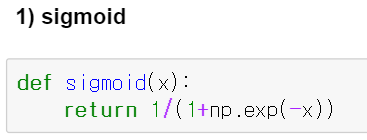 1) sigmoid
def sigmoid(x):
    return 1/(1+np.exp(-x))